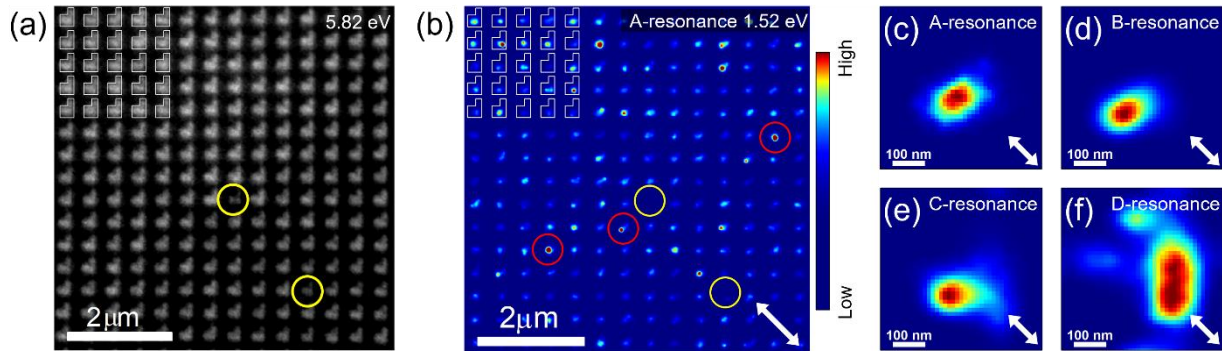 (a)
5.82 eV
2μm
(b)
A-resonance 1.52 eV
2μm
High
Low
(c)
A-resonance
100 nm
(d)
B-resonance
100 nm
(e)
C-resonance
100 nm
(f)
D-resonance
100 nm